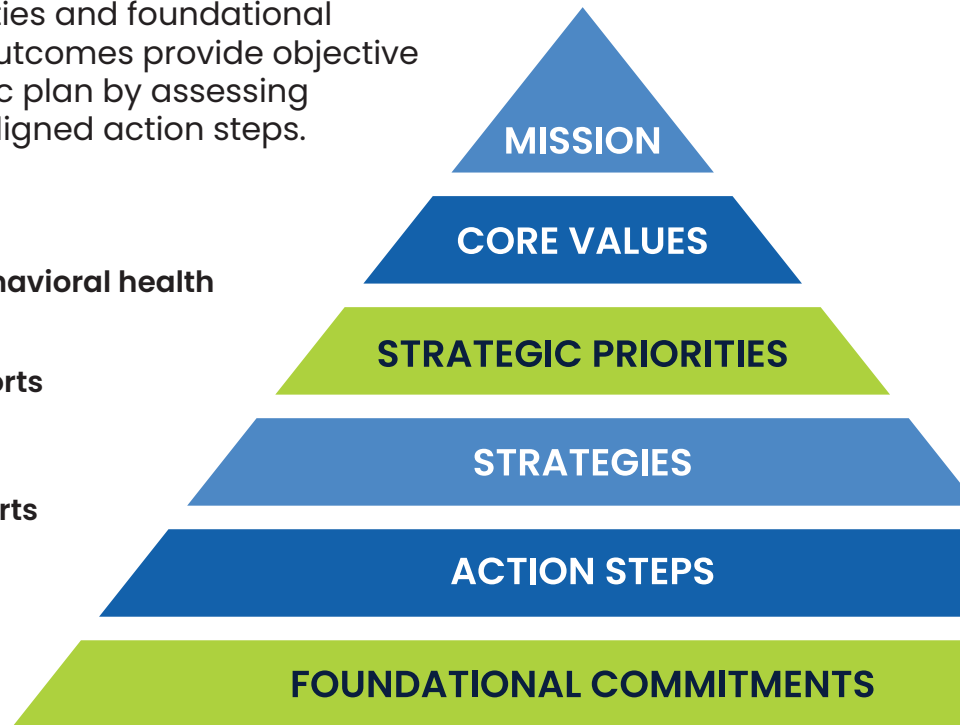 ties and foundational
utcomes provide objective
c plan by assessing
ligned action steps.
havioral health
orts
rts
MISSION
CORE VALUES
STRATEGIC PRIORITIES
STRATEGIES
ACTION STEPS
FOUNDATIONAL COMMITMENTS